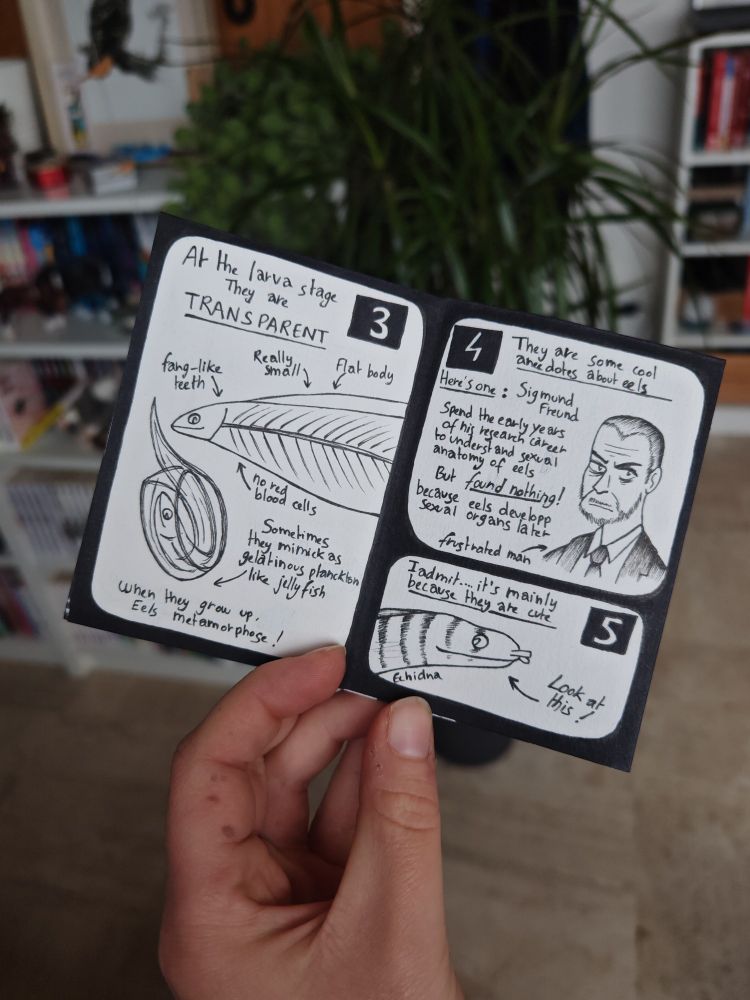 At the larva stage
They are
TRANSPARENT
3
fang-like
teeth
Really
small
Flat body
no red
blood cells
Sometimes
they mimick as
gelatinous planckton
like jellyfish
When they grow up,
Eels metamorphose!
4
They are some cool
anecdotes about eels
Here's one : Sigmund
Freund
Spend the early years
of his research career
to understand sexual
anatomy of eels
But found nothing!
because eels developp
sexual organs later
frustrated man
I admit... it's mainly
because they are cute
5
Echidna
Look at
this!